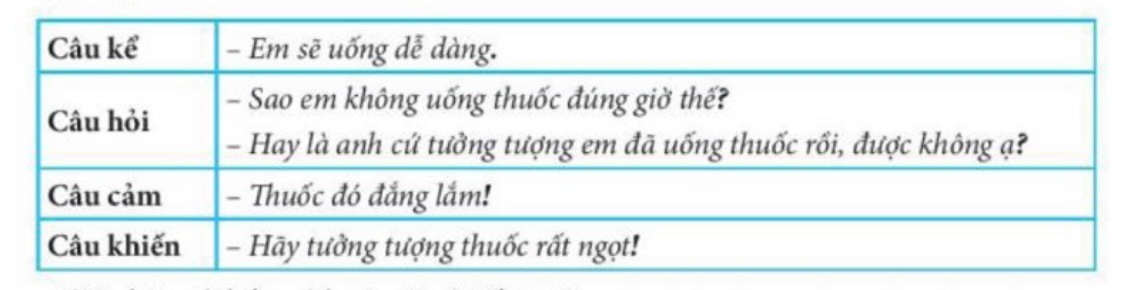 Câu kể – Em sẽ uống dễ dàng.
Câu hỏi – Sao em không uống thuốc đúng giờ thế?
– Hay là anh cứ tưởng tượng em đã uống thuốc rồi, được không ạ?
Câu cảm – Thuốc đó đắng lắm!
Câu khiến – Hãy tưởng tượng thuốc rất ngọt!